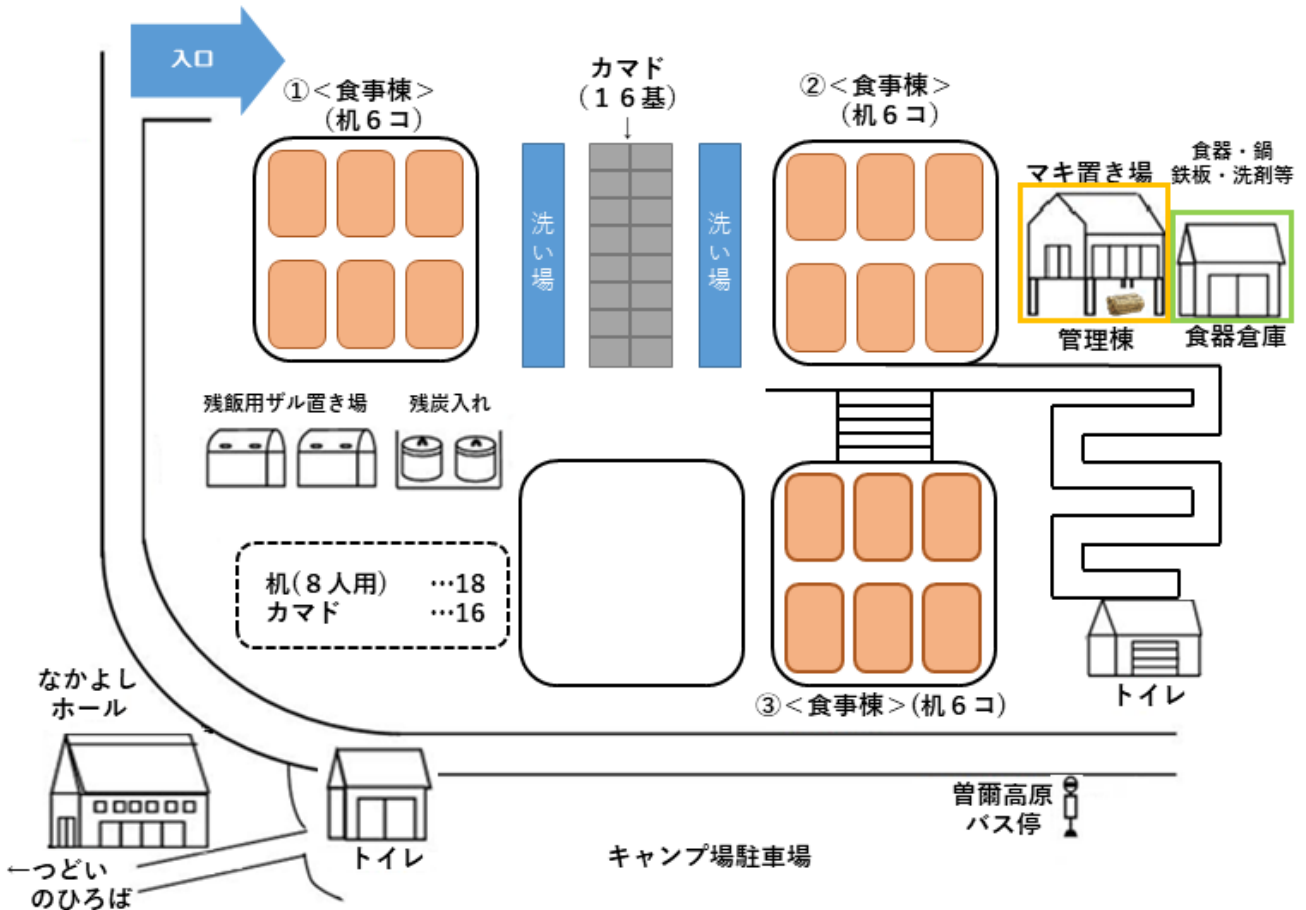 入口
①＜食事棟＞
(机６コ)
カマド
(１６基)
↓
②＜食事棟＞
(机６コ)
食器・鍋
鉄板・洗剤等
マキ置き場
洗い場
洗い場
管理棟
食器倉庫
残飯用ザル置き場
残炭入れ
机(８人用) …18
カマド …16
③＜食事棟＞(机６コ)
トイレ
なかよし
ホール
トイレ
曽爾高原
バス停
キャンプ場駐車場
←つどい
のひろば